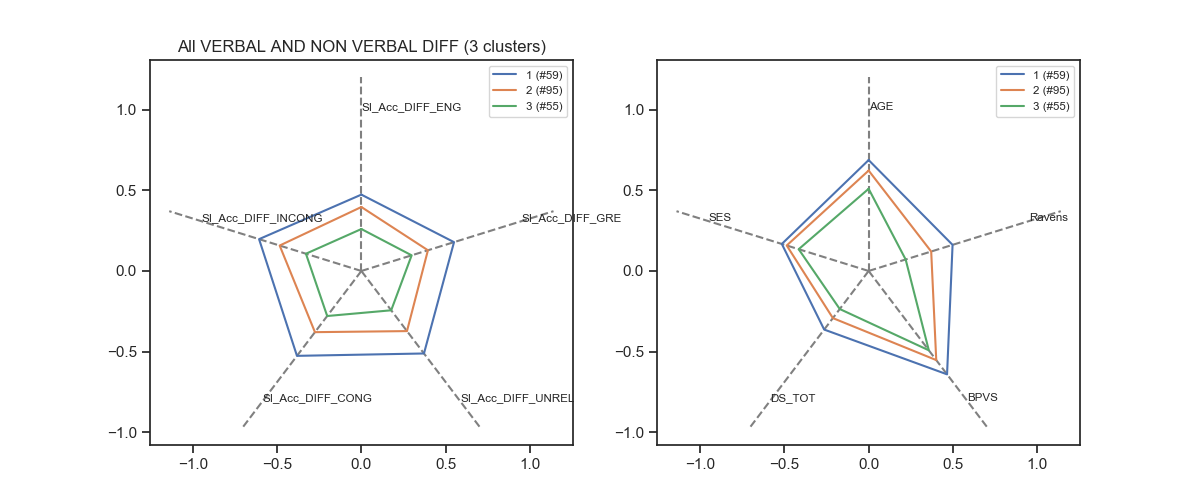 All VERBAL AND NON VERBAL DIFF (3 clusters)
1 (#59)
2 (#95)
3 (#55)
SI_Acc_DIFF_ENG
SI_Acc_DIFF_INCONG
SI_Acc_DIFF_GRE
SI_Acc_DIFF_CONG
SI_Acc_DIFF_UNREL
1.0
0.5
0.0
−0.5
−1.0
−1.0
−0.5
0.0
0.5
1.0
1 (#59)
2 (#95)
3 (#55)
AGE
SES
Ravens
DS_TOT
BPVS
1.0
0.5
0.0
−0.5
−1.0
−1.0
−0.5
0.0
0.5
1.0